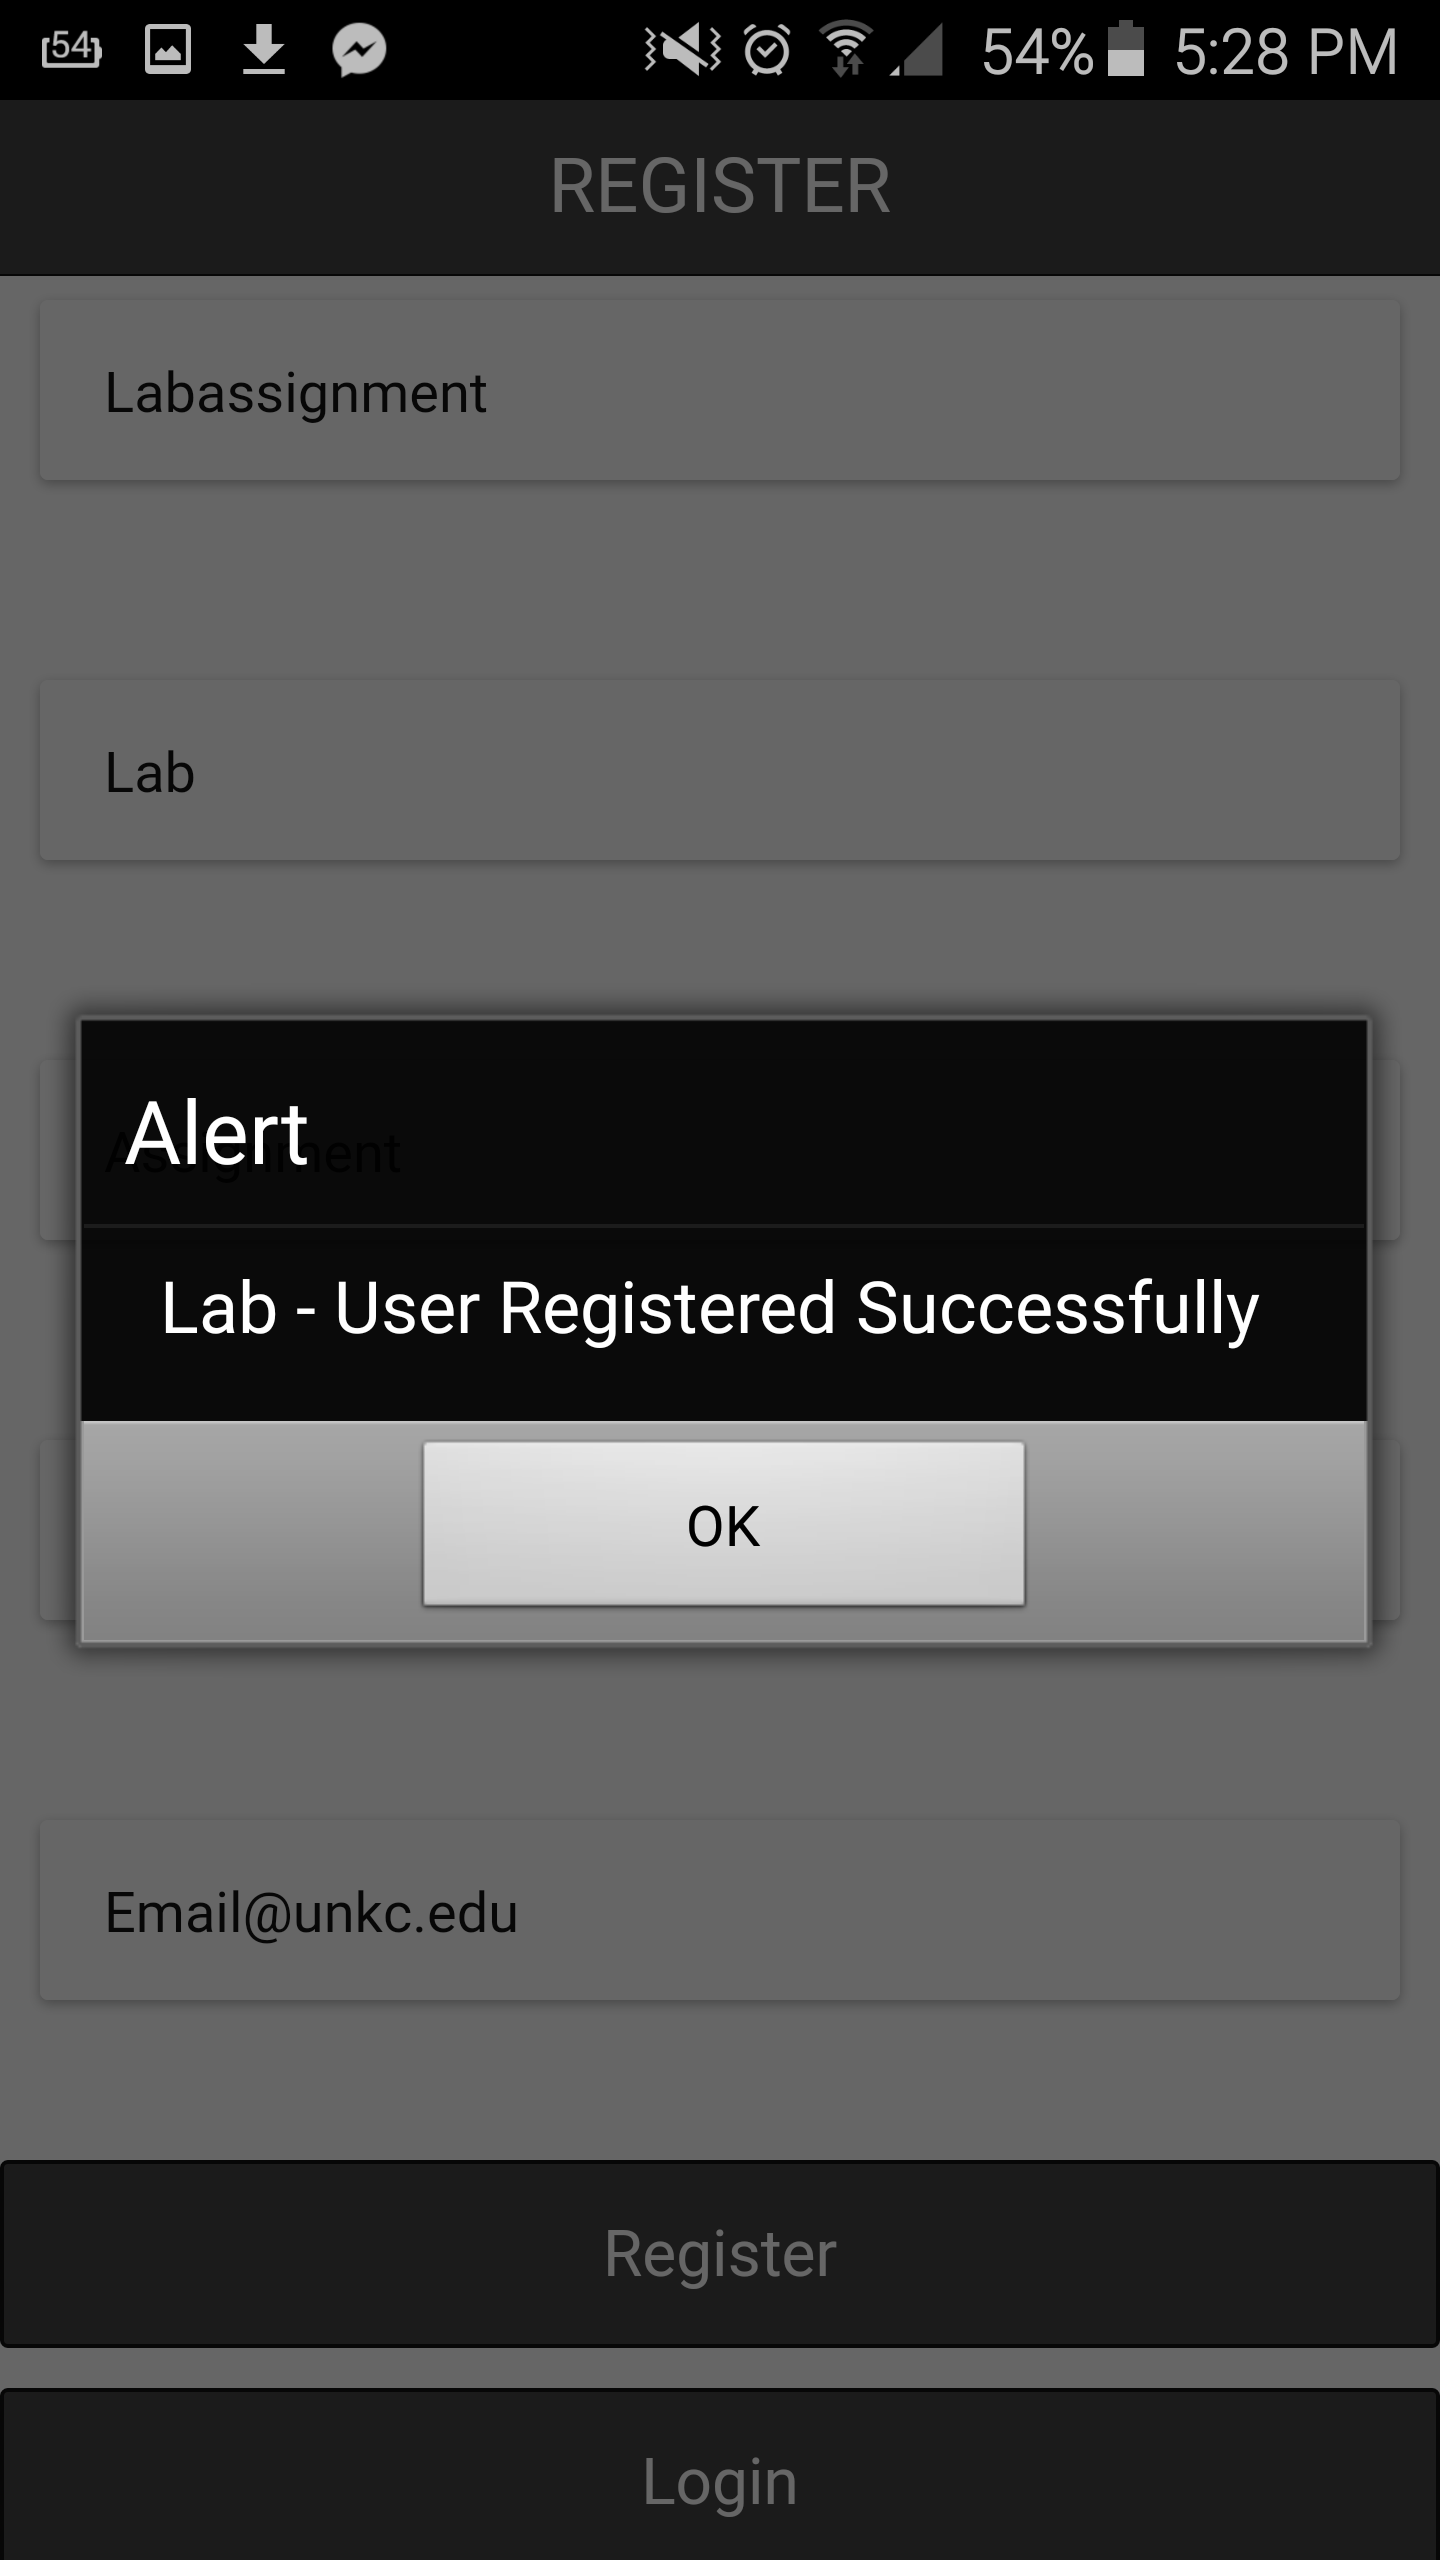 54
54% 5:28 PM
REGISTER
Labassignment
Lab
Assignment
Alert
Lab - User Registered Successfully
OK
Email@unkc.edu
Register
Login